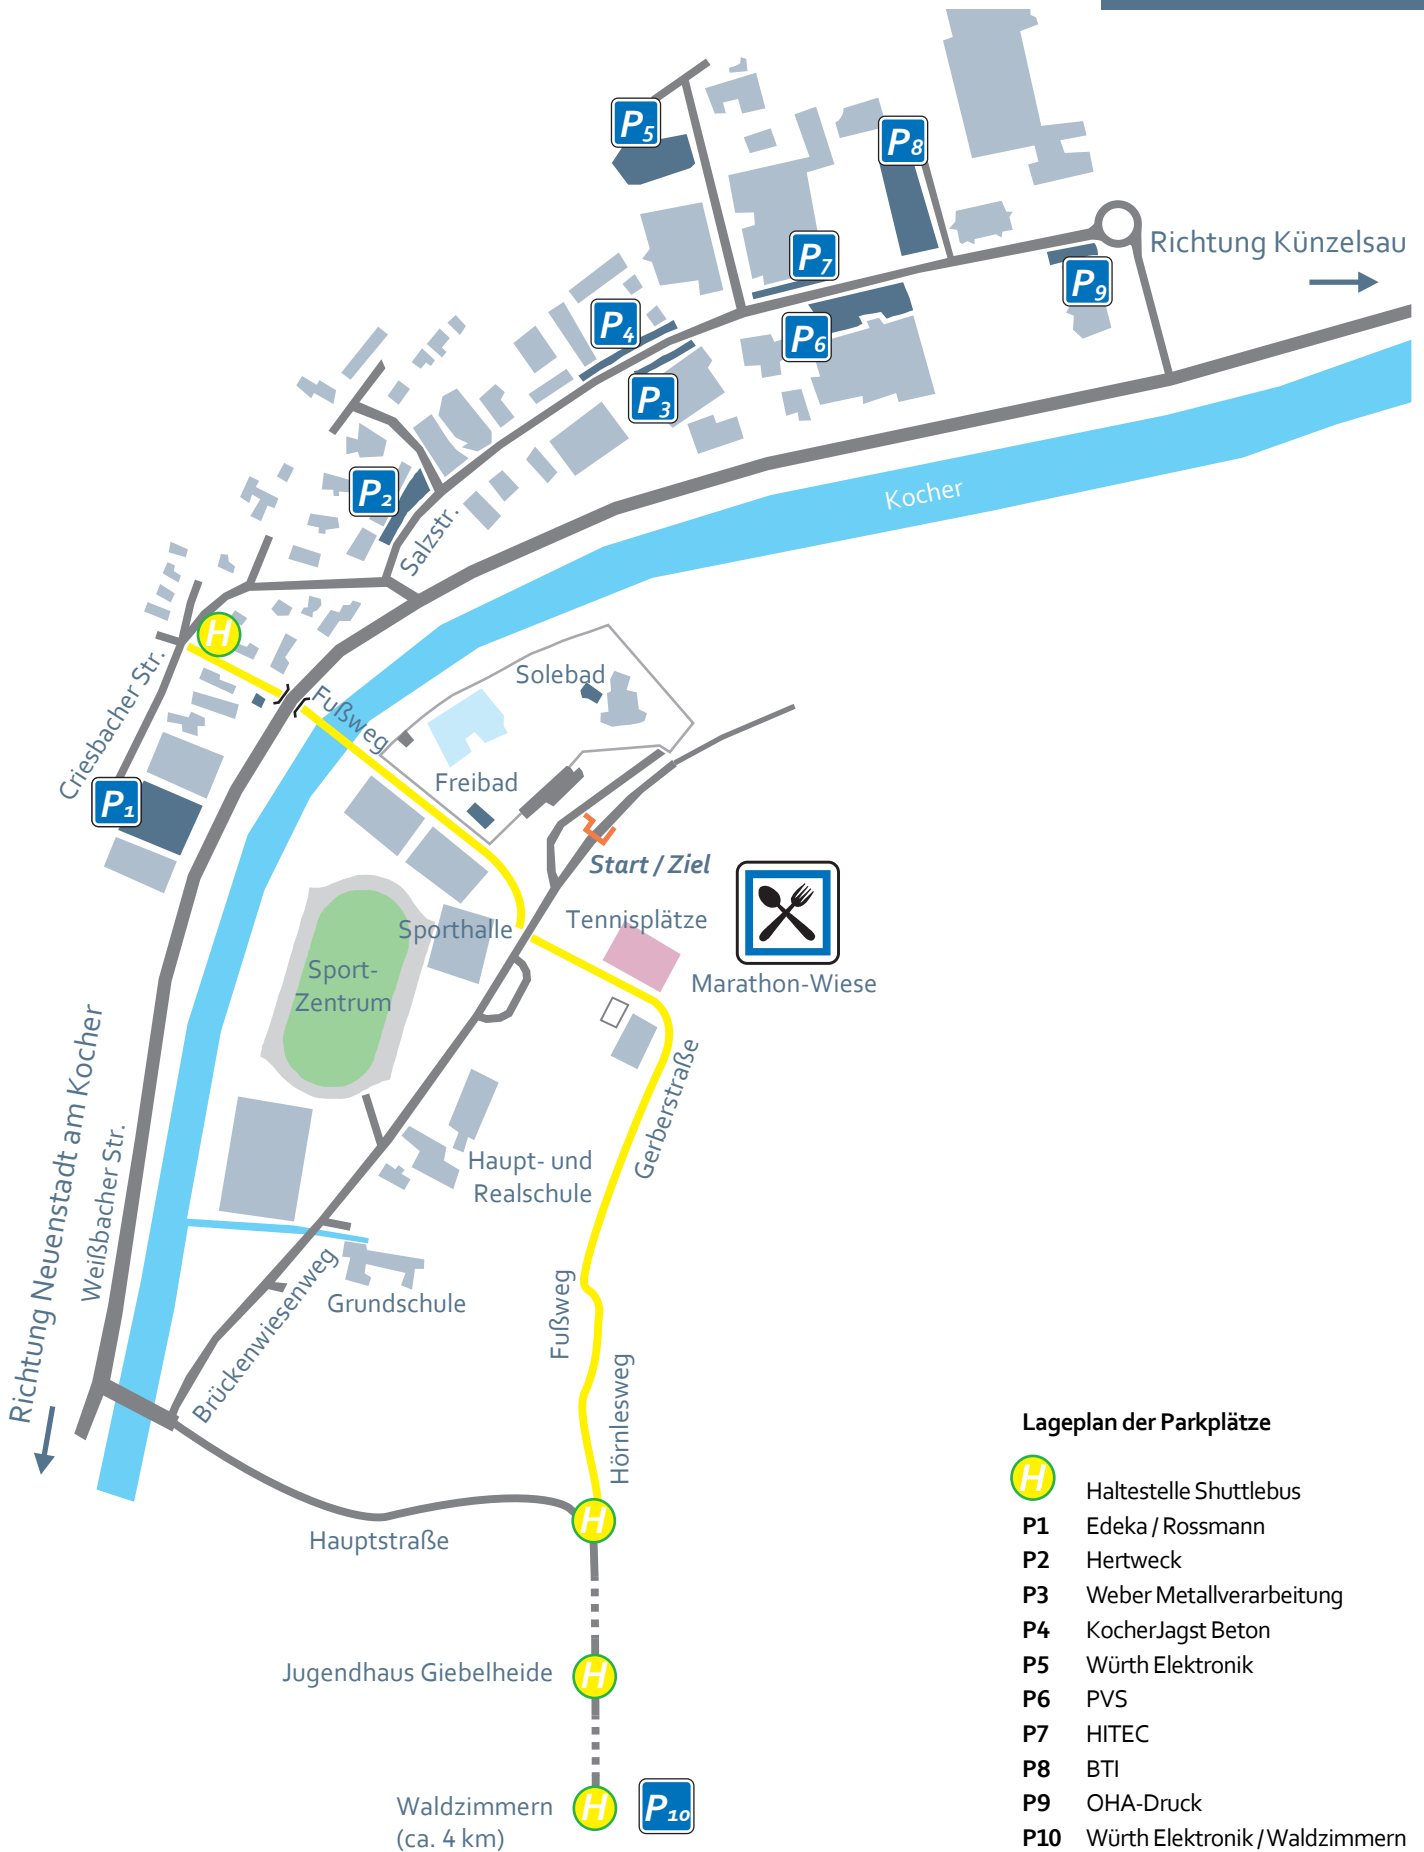 P5
P8
Richtung Künzelsau
P7
P9
P4
P6
P3
P2
Kocher
Salzstr.
H
Criesbacher Str.
Fußweg
Solebad
Freibad
P1
Start / Ziel
Tennisplätze
Sporthalle
Sport-
Zentrum
Marathon-Wiese
Richtung Neuenstadt am Kocher
Weißbacher Str.
Gerberstraße
Haupt- und
Realschule
Grundschule
Brückenwiesenweg
Fußweg
Hörnlesweg
H
Hauptstraße
Jugendhaus Giebelheide
H
Waldzimmern
(ca. 4 km)
H
P10
Lageplan der Parkplätze
H Haltestelle Shuttlebus
P1 Edeka / Rossmann
P2 Hertweck
P3 Weber Metallverarbeitung
P4 KocherJagst Beton
P5 Würth Elektronik
P6 PVS
P7 HITEC
P8 BTI
P9 OHA-Druck
P10 Würth Elektronik / Waldzimmern